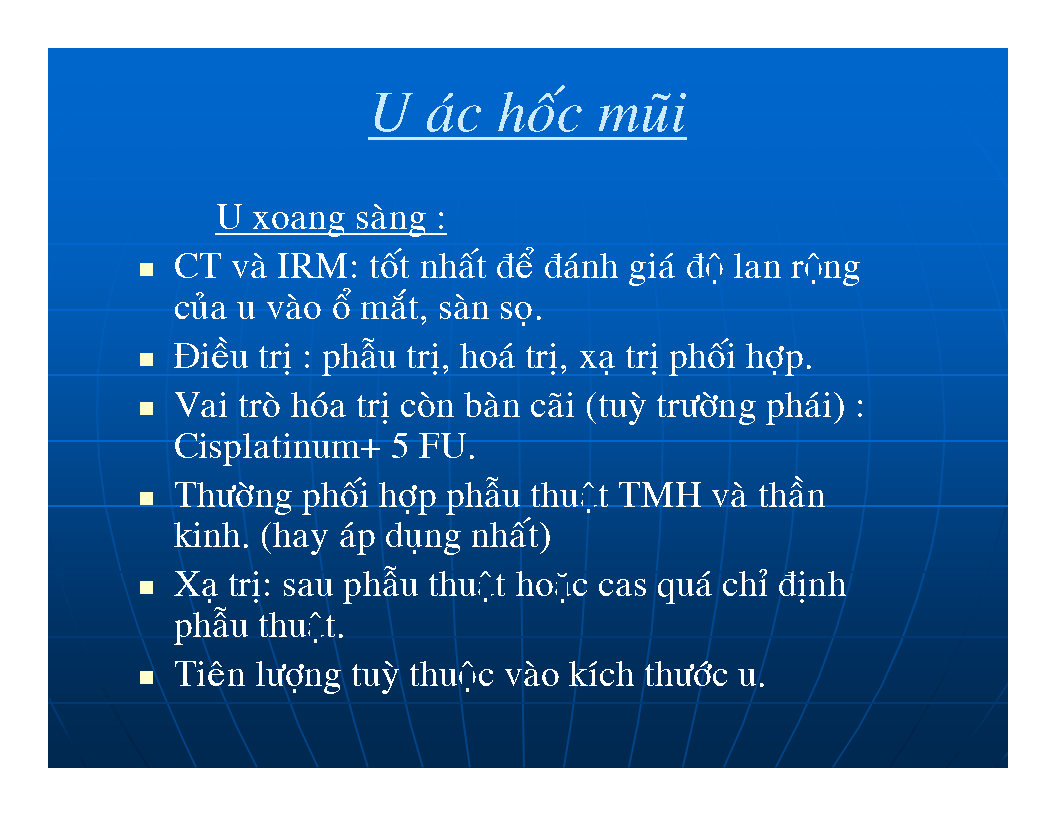 U ác hốc mũi
U xoang sàng :
CT và IRM: tốt nhất để đánh giá độ lan rộng
của u vào ổ mắt, sàn sọ.
Điều trị : phẫu trị, hoá trị, xạ trị phối hợp.
Vai trò hóa trị còn bàn cãi (tuỳ trường phái) :
Cisplatinum+ 5 FU.
Thường phối hợp phẫu thuật TMH và thần
kinh. (hay áp dụng nhất)
Xạ trị: sau phẫu thuật hoặc cas quá chỉ định
phẫu thuật.
Tiên lượng tuỳ thuộc vào kích thước u.